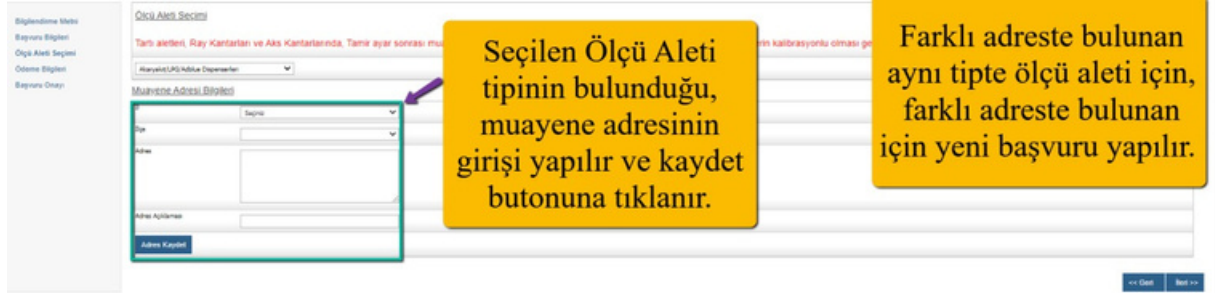 Bilgilendirme Metni
Başvuru Bilgileri
Ölçü Aleti Seçimi
Ödeme Bilgileri
Başvuru Onayı
Ölçü Aleti Seçimi
Tartı aletleri, Ray Kantarları ve Aks Kantarlarında, Tamir ayar sonrası
kalibrasyonlu olması
Akaryakıt/LPG/Adblue Dispenserleri
Muayene Adresi Bilgileri
İl
Seçiniz
İlçe
Adres
Adres Açıklaması
Adres Kaydet
Seçilen Ölçü Aleti
tipinin bulunduğu,
muayene adresinin
girişi yapılır ve kaydet
butonuna tıklanır.
Farklı adreste bulunan
aynı tipte ölçü aleti için,
farklı adreste bulunan
için yeni başvuru yapılır.
<< Geri
İleri >>